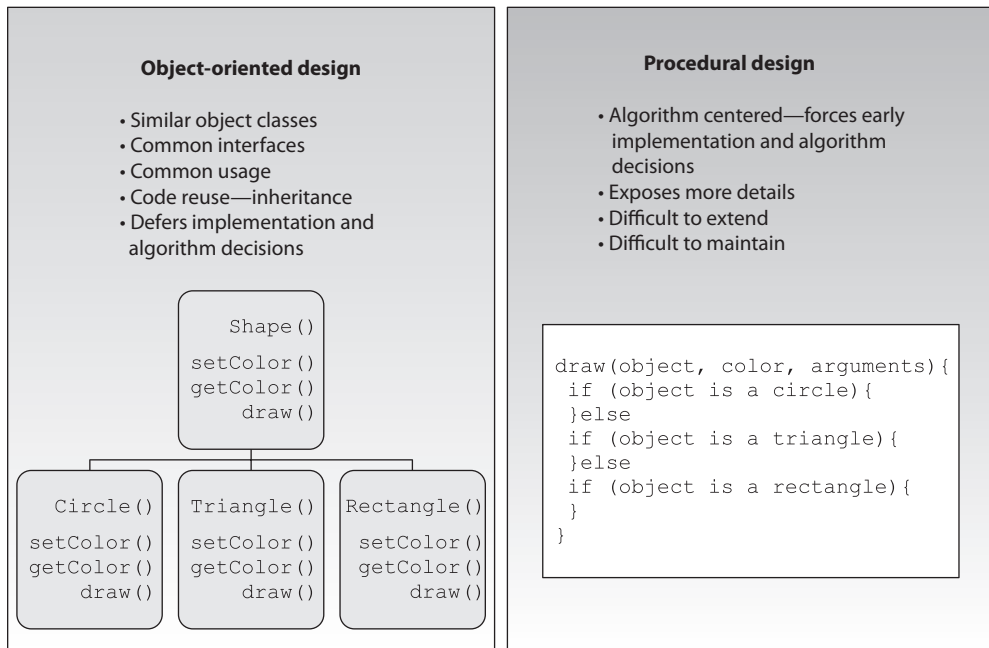 Object-oriented design
• Similar object classes
• Common interfaces
• Common usage
• Code reuse—inheritance
• Defers implementation and
algorithm decisions
Shape()
setColor()
getColor()
draw()
Circle()
setColor()
getColor()
draw()
Triangle()
setColor()
getColor()
draw()
Rectangle()
setColor()
getColor()
draw()
Procedural design
• Algorithm centered—forces early
implementation and algorithm
decisions
• Exposes more details
• Difficult to extend
• Difficult to maintain
draw(object, color, arguments){
if (object is a circle){
}else
if (object is a triangle){
}else
if (object is a rectangle){
}
}